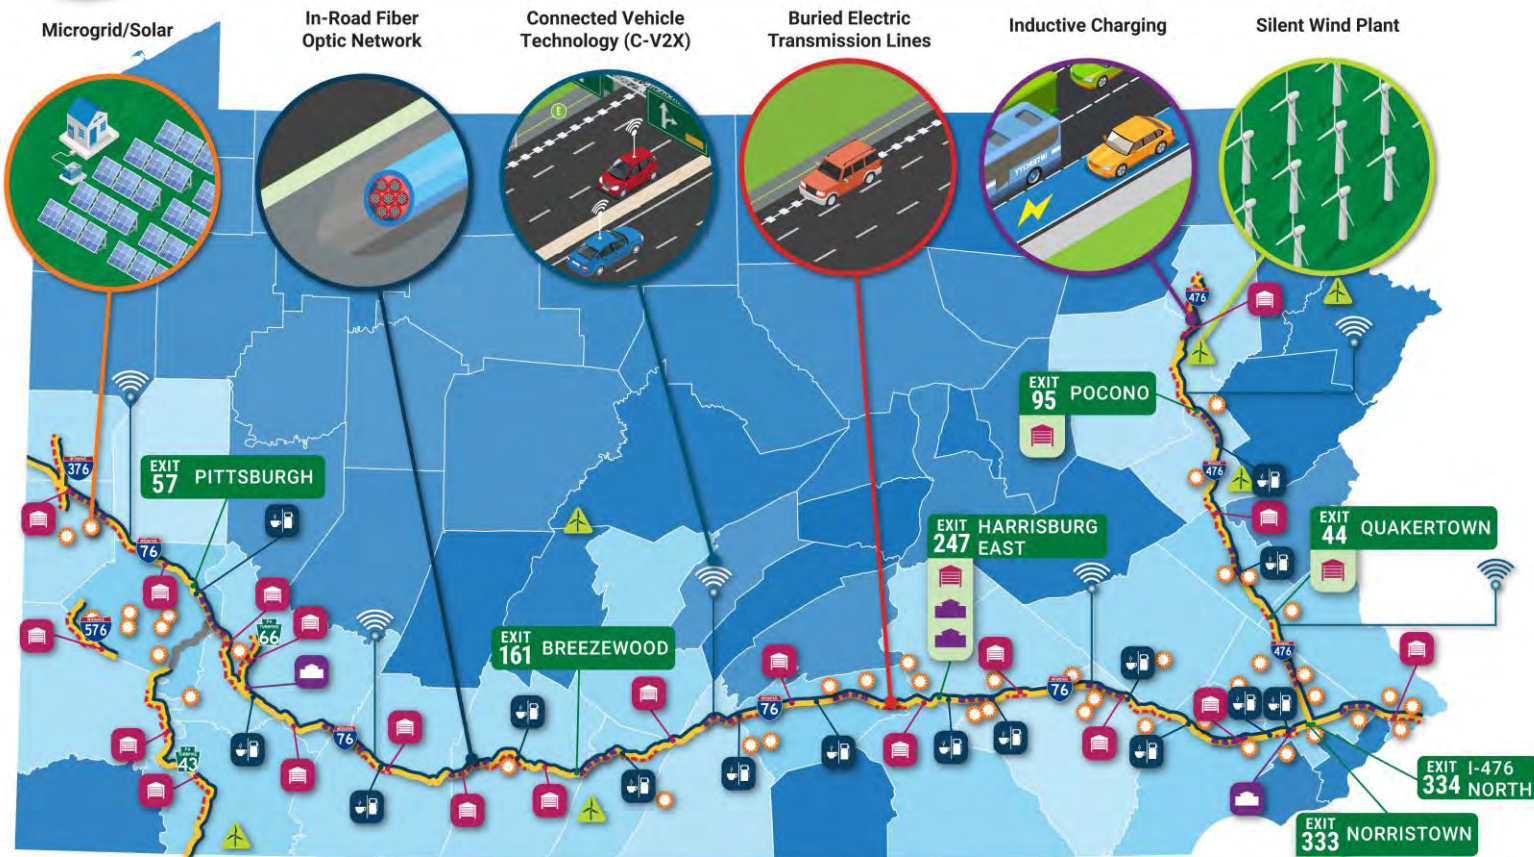 Microgrid/Solar
In-Road Fiber
Optic Network
Connected Vehicle
Technology (C-V2X)
Buried Electric
Transmission Lines
Inductive Charging
Silent Wind Plant
E
INTERCITY
476
EXIT
95 POCONO
376
EXIT
57 PITTSBURGH
476
EXIT
44 QUAKERTOWN
EXIT
247 HARRISBURG
EAST
76
576
66
EXIT
161 BREEZEWOOD
476
76
76
76
43
EXIT
334 I-476
NORTH
EXIT
333 NORRISTOWN